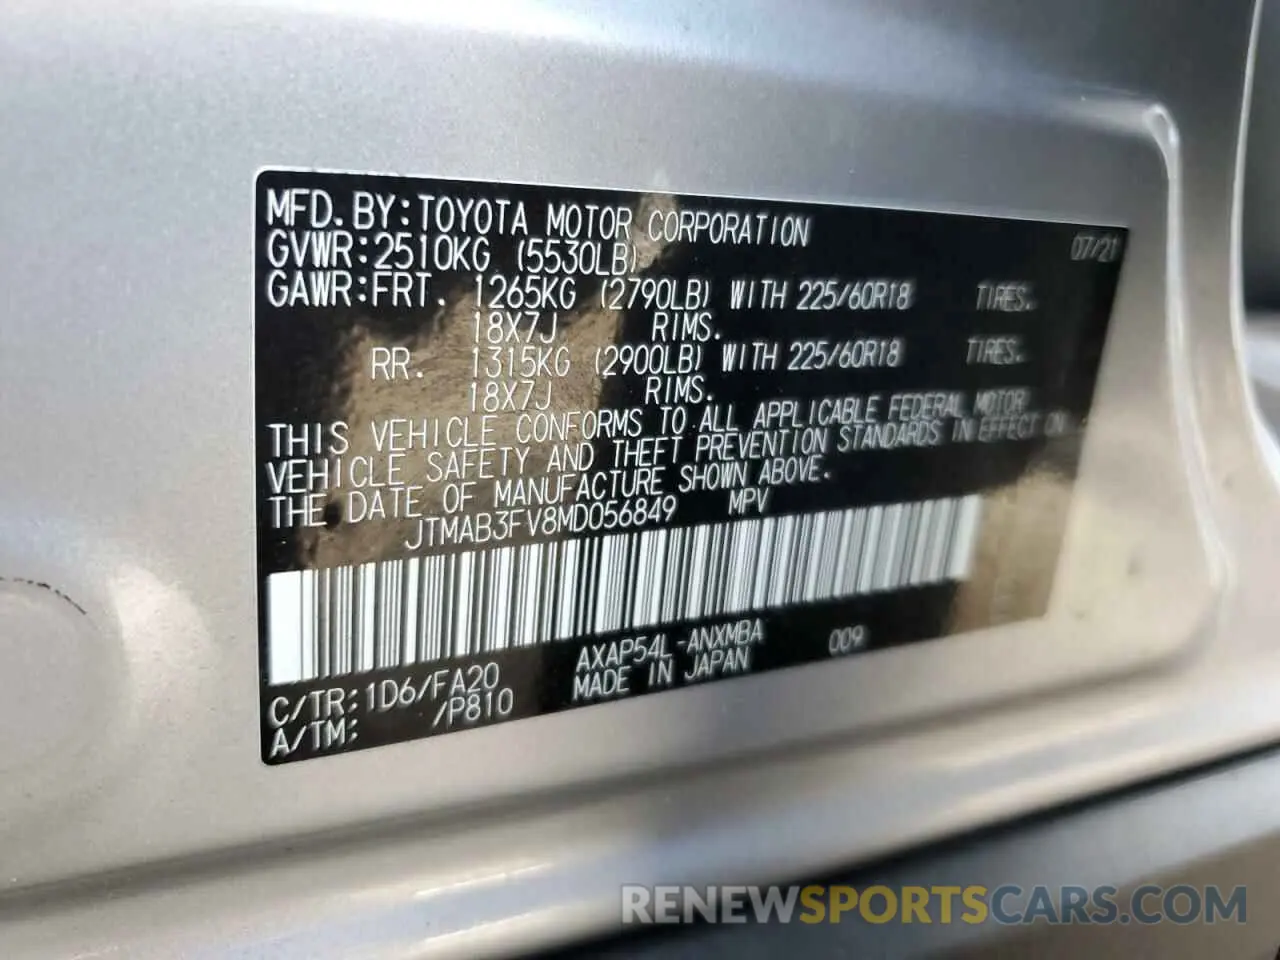 MFD. BY: TOYOTA MOTOR CORPORATION 07/21
GVWR: 2510KG (5530LB)
GAWR: FRT. 1265KG (2790LB) WITH 225/60R18 TIRES.
18X7J RIMS.
RR. 1315KG (2900LB) WITH 225/60R18 TIRES.
18X7J RIMS.
THIS VEHICLE CONFORMS TO ALL APPLICABLE FEDERAL MOTOR
VEHICLE SAFETY AND THEFT PREVENTION STANDARDS IN EFFECT ON
THE DATE OF MANUFACTURE SHOWN ABOVE.
JTMAB3FV8MD056849 MPV
C/TR: 1D6/FA20 AXAP54L-ANXMBA 009
A/TM: /P810 MADE IN JAPAN
RENEWSPORTSCARS.COM